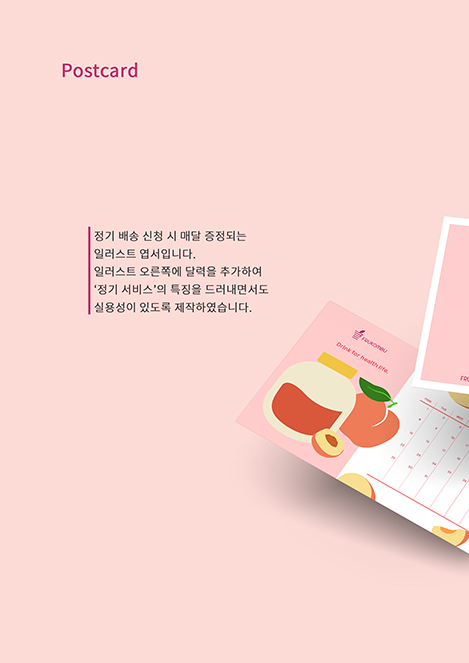 Postcard
정기 배송 신청 시 매달 증정되는
일러스트 엽서입니다.
일러스트 오른쪽에 달력을 추가하여
‘정기 서비스’의 특징을 드러내면서도
실용성이 있도록 제작하였습니다.
Drink for health life.